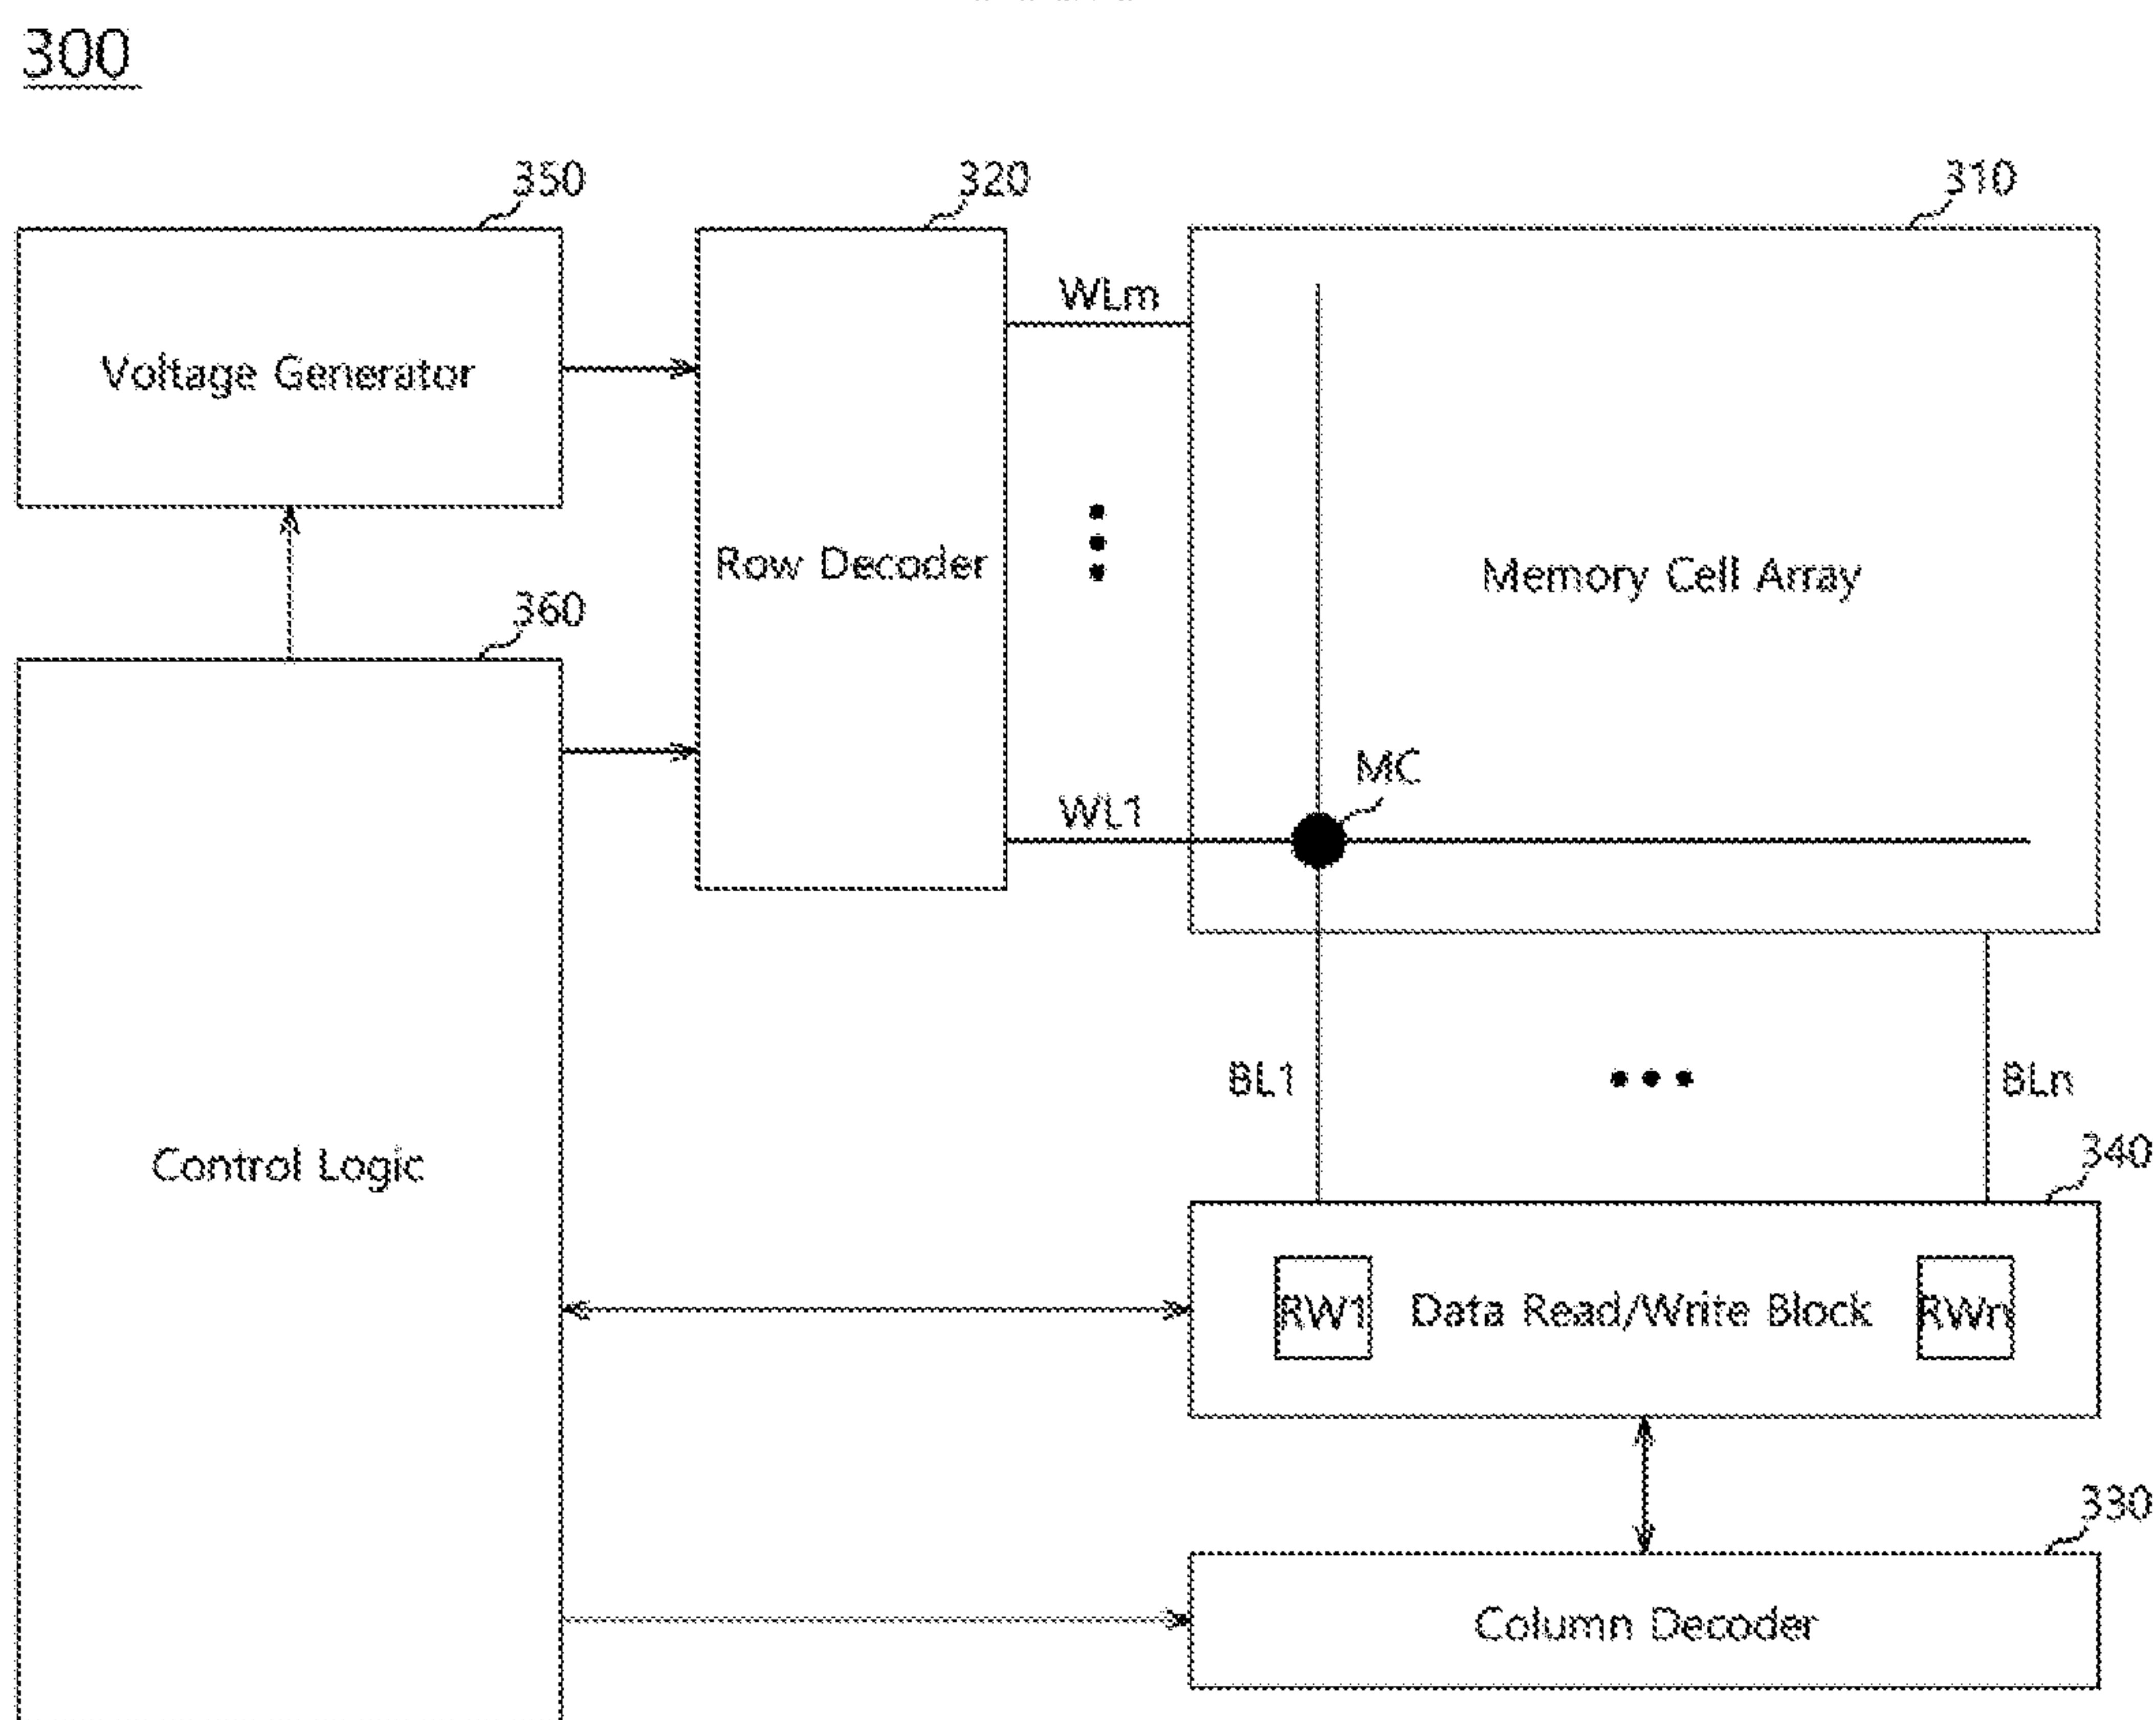 300
350
320
310
WLm
Voltage Generator
Row Decoder
Memory Cell Array
360
MC
WL1
BL1
BLn
340
Control Logic
RW1
Data Read/Write Block
RWn
330
Column Decoder